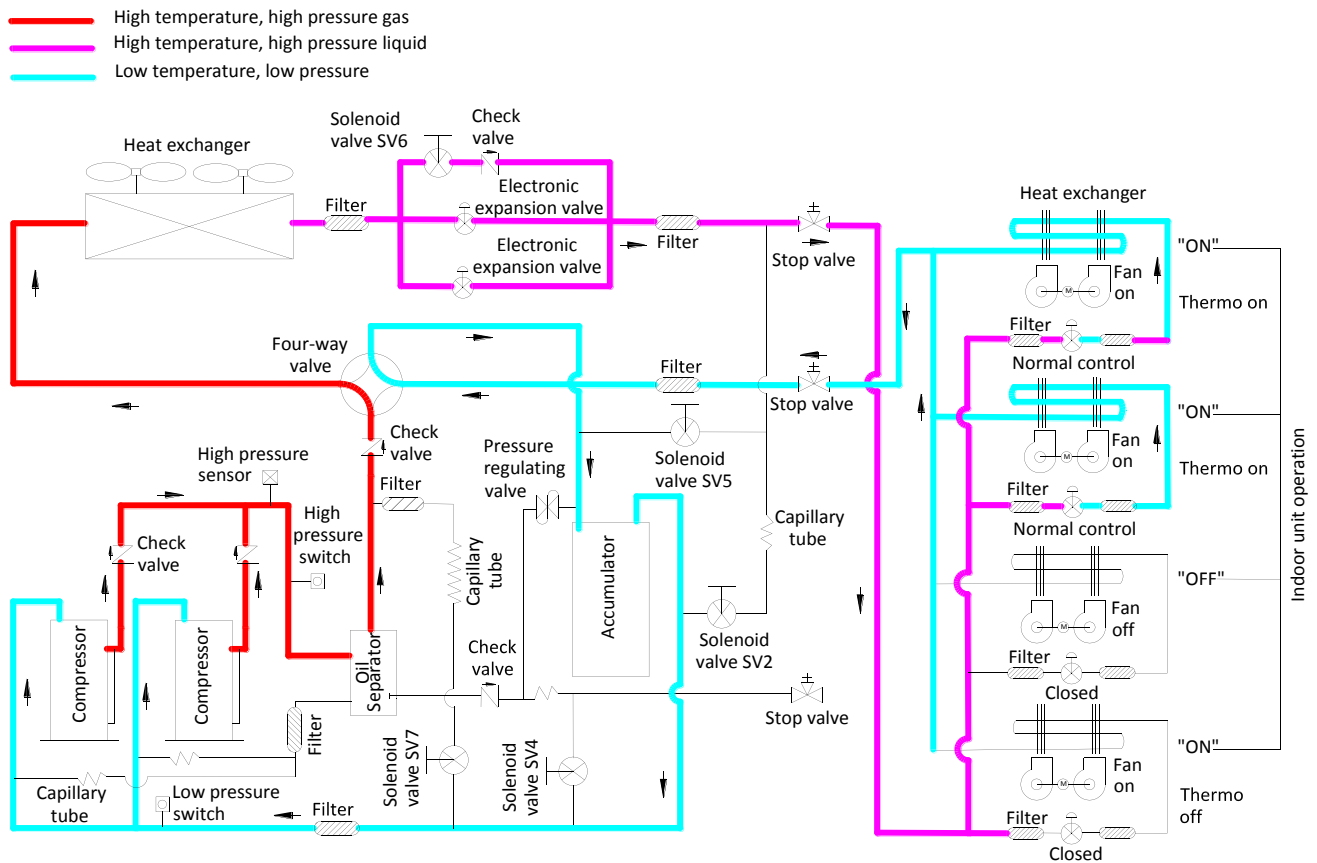 High temperature, high pressure gas
High temperature, high pressure liquid
Low temperature, low pressure
Solenoid
valve SV6
Check
valve
Heat exchanger
Filter
Electronic
expansion valve
Electronic
expansion valve
Filter
Stop valve
Heat exchanger
"ON"
Fan
on
M
Thermo on
Filter
Normal control
Four-way
valve
Filter
Stop valve
"ON"
Fan
on
M
Thermo on
Filter
Normal control
Check
valve
High pressure
sensor
Filter
Pressure
regulating
valve
Solenoid
valve SV5
High
pressure
switch
Check
valve
Capillary
tube
Capillary
tube
Accumulator
"OFF"
Fan
off
M
Filter
Closed
Indoor unit operation
Compressor
Compressor
Oil
Separator
Check
valve
Solenoid
valve SV2
Stop valve
Filter
Solenoid
valve SV7
Solenoid
valve SV4
"ON"
Fan
on
M
Thermo
off
Filter
Closed
Capillary
tube
Low pressure
switch
Filter